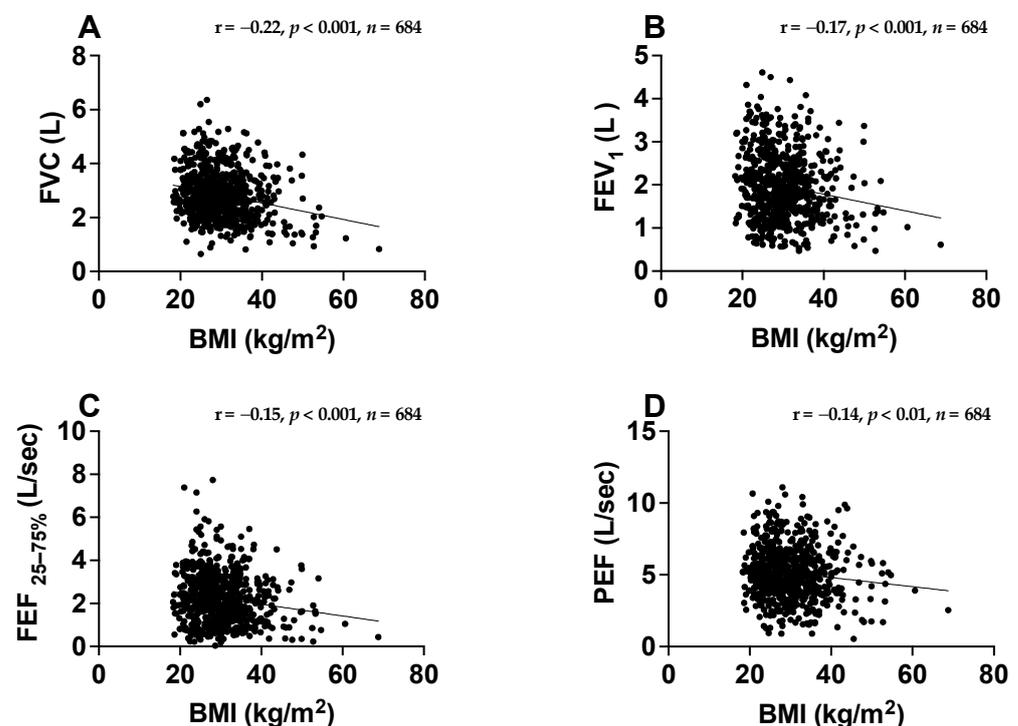 A
r = −0.22, p < 0.001, n = 684
8
6
4
2
0
FVC (L)
0 20 40 60 80
BMI (kg/m²)
B
r = −0.17, p < 0.001, n = 684
5
4
3
2
1
0
FEV₁ (L )
0 20 40 60 80
BMI (kg/m²)
C
r = −0.15, p < 0.001, n = 684
10
8
6
4
2
0
FEF 25–75% (L/sec)
0 20 40 60 80
BMI (kg/m²)
D
r = −0.14, p < 0.01, n = 684
15
10
5
0
PEF (L/sec)
0 20 40 60 80
BMI (kg/m²)